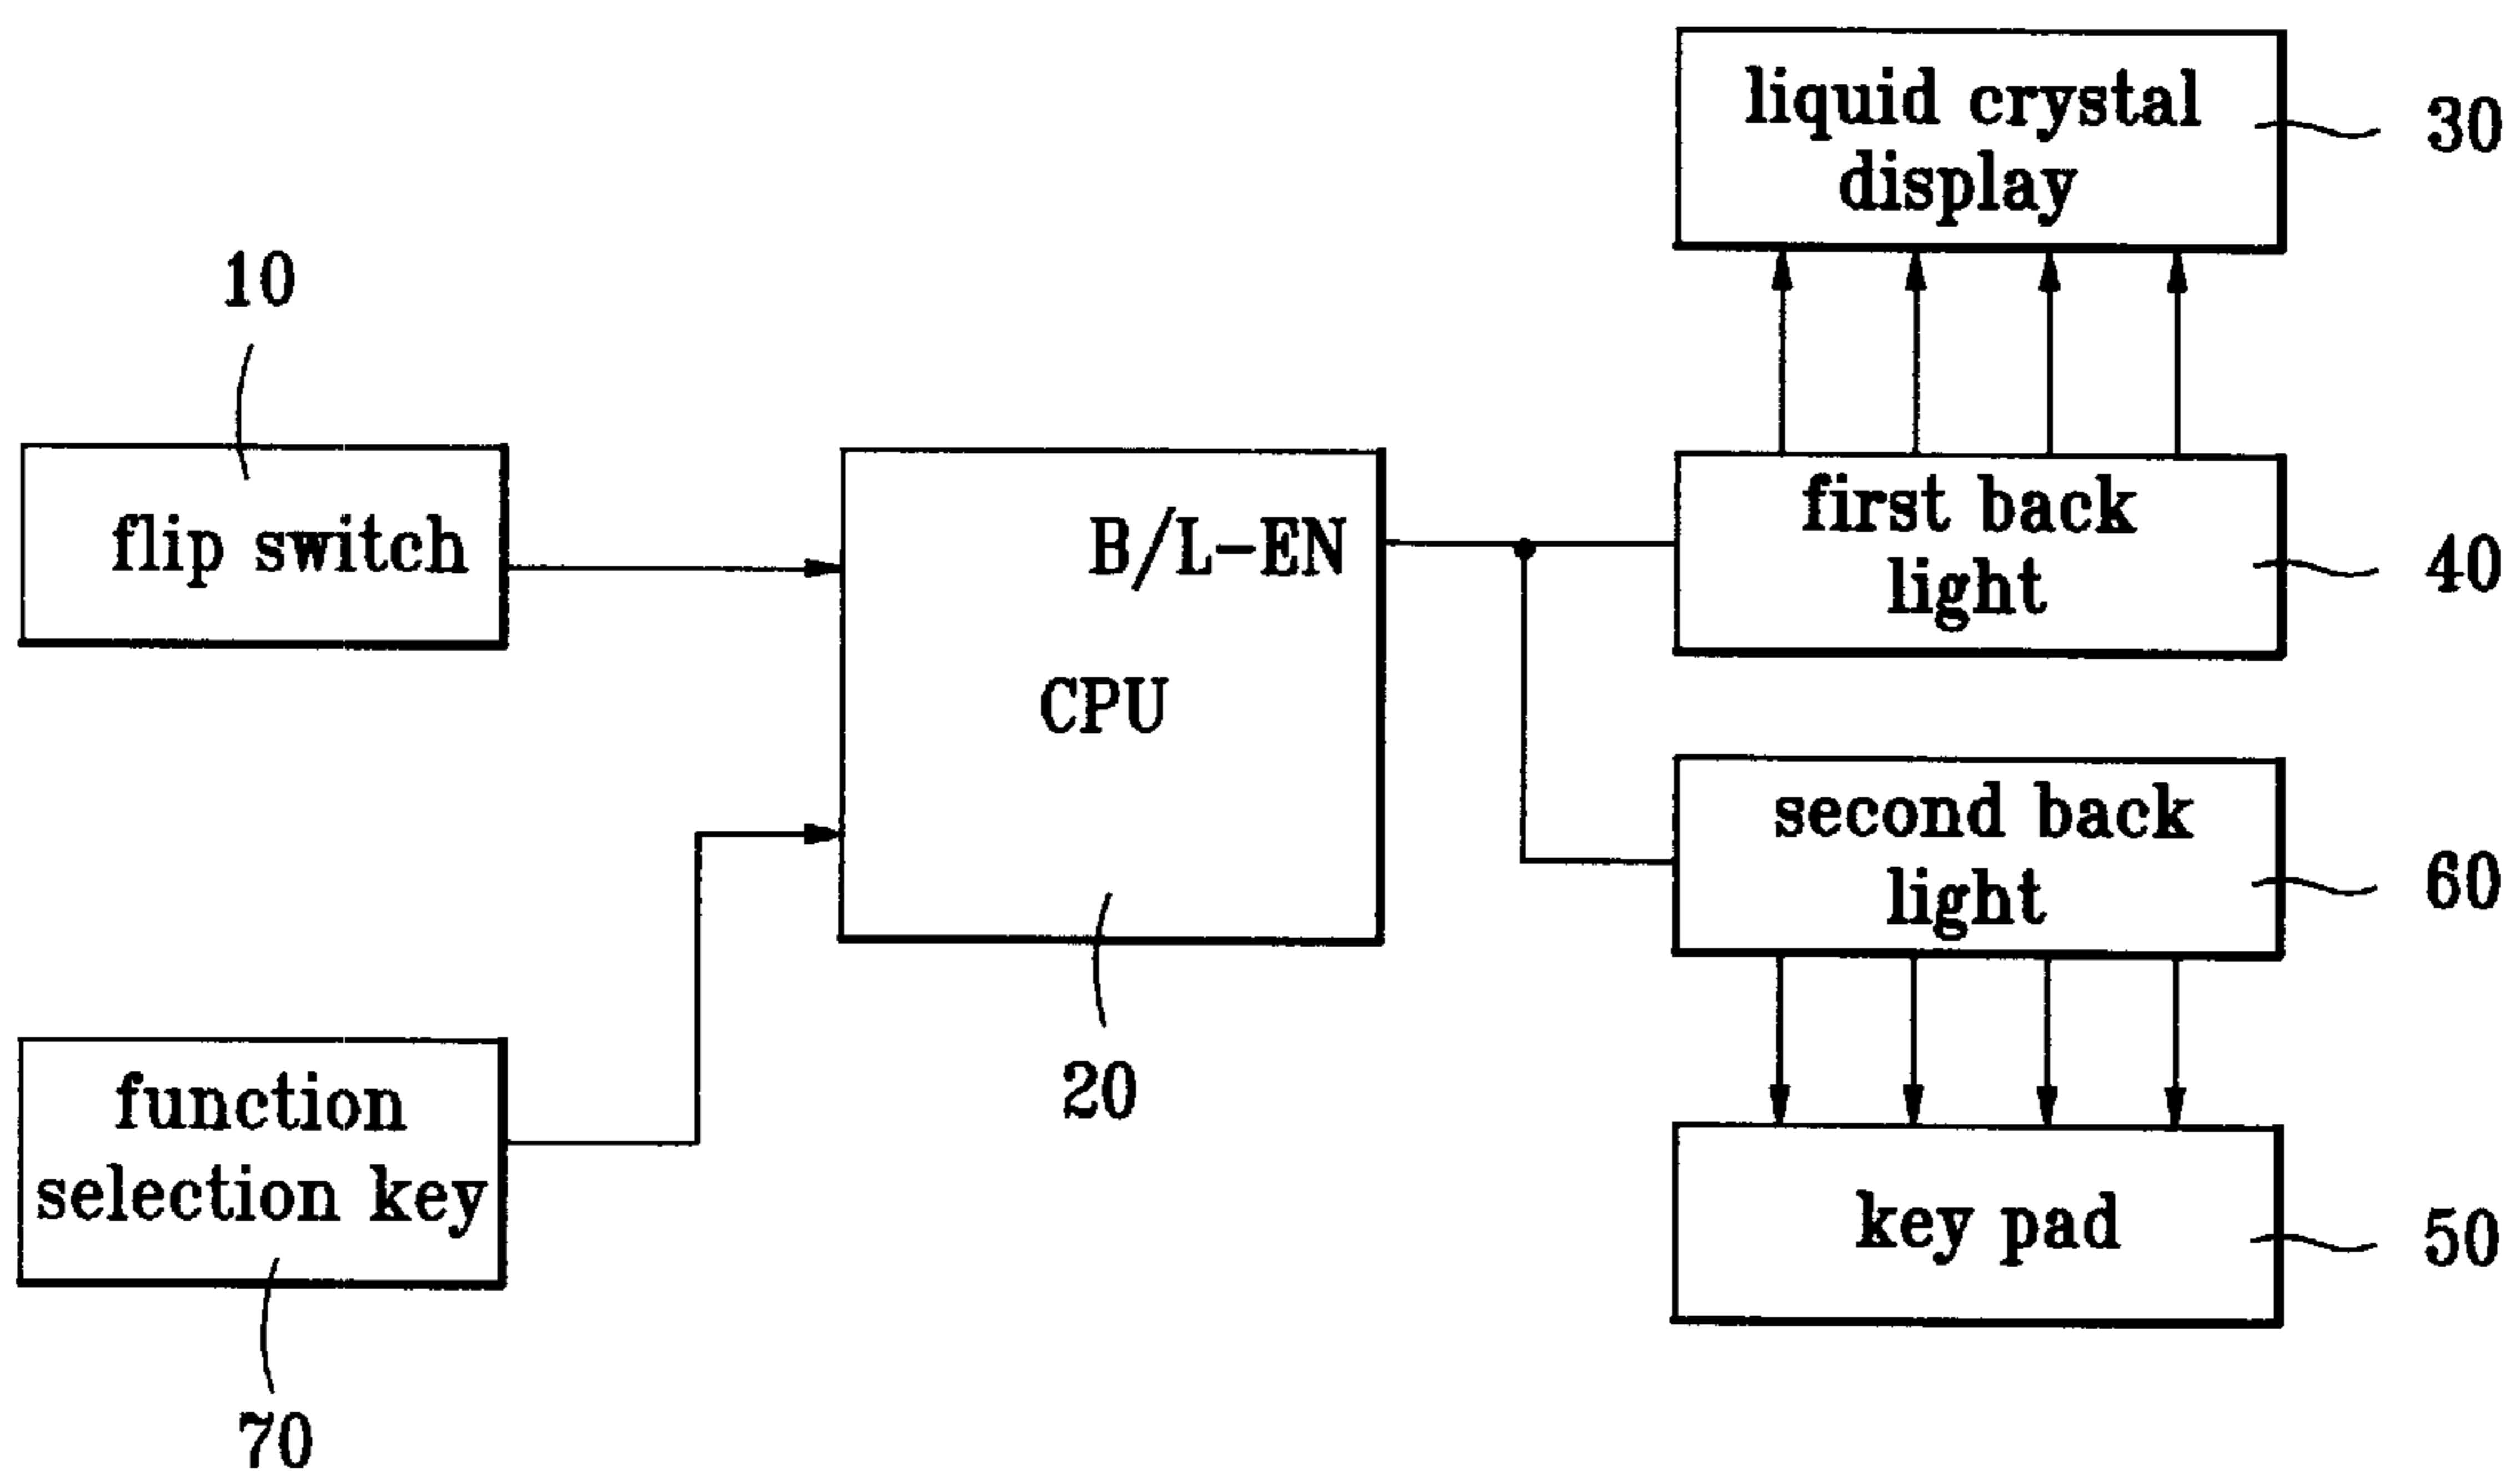 liquid crystal
display
30
10
flip switch
B/L-EN
CPU
20
first back
light
40
second back
light
60
function
selection key
70
key pad
50